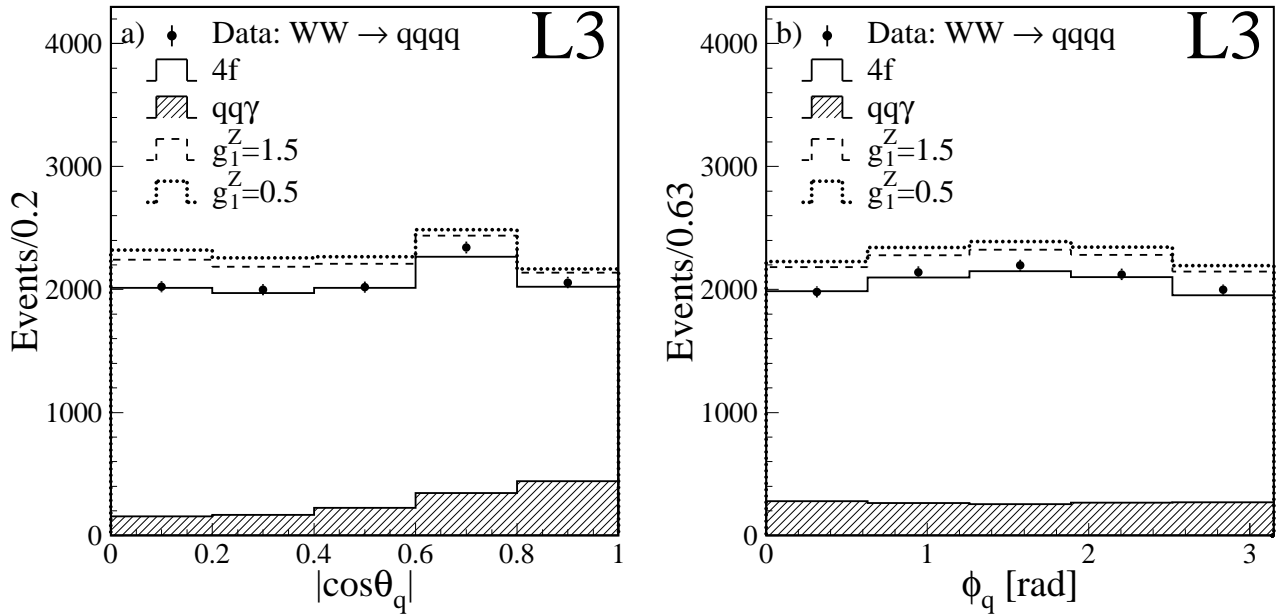 a) Data: WW → qqqq L3
4f
qqγ
g₁ᶻ=1.5
g₁ᶻ=0.5
Events/0.2
4000
3000
2000
1000
0
0 0.2 0.4 0.6 0.8 1
|cosθq|
b) Data: WW → qqqq L3
4f
qqγ
g₁ᶻ=1.5
g₁ᶻ=0.5
Events/0.63
4000
3000
2000
1000
0
0 1 2 3
ϕq [rad]